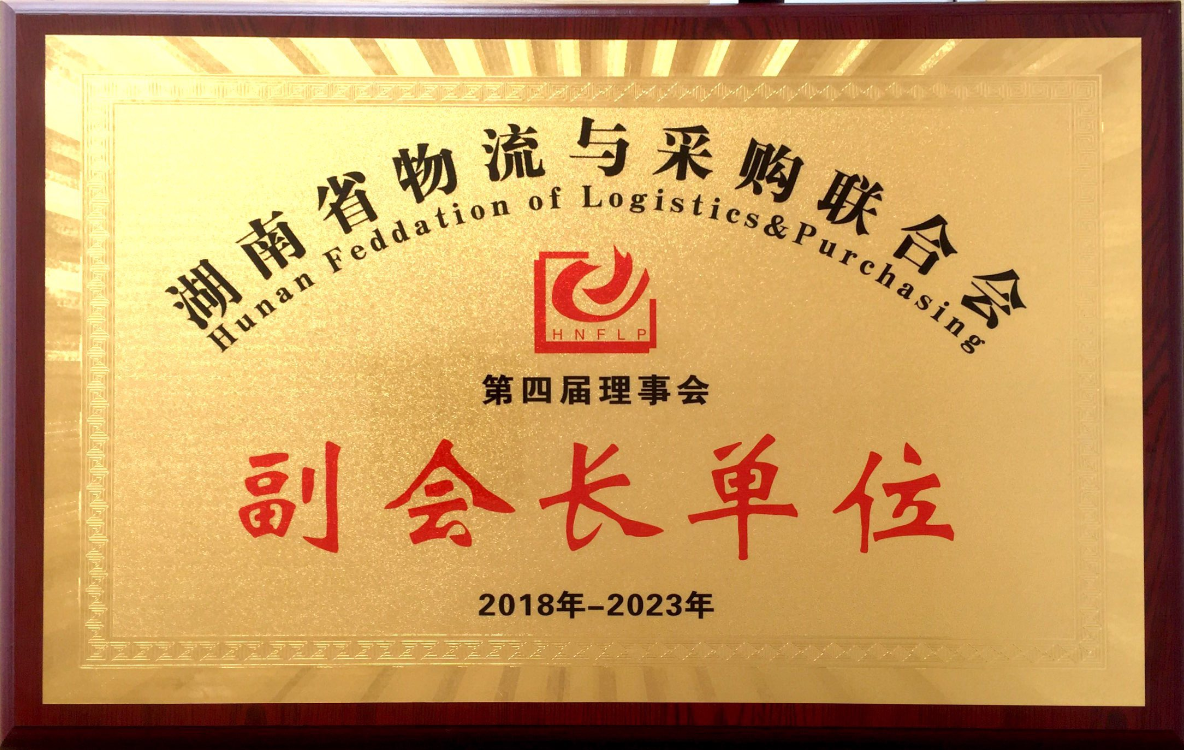 湖南省物流与采购联合会
Hunan Feddation of Logistics&Purchasing
HNFLP
第四届理事会
副会长单位
2018年-2023年